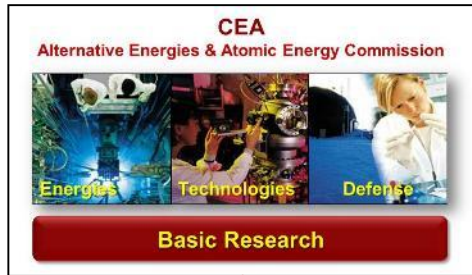 CEA
Alternative Energies & Atomic Energy Commission
Energies Technologies Defense
Basic Research